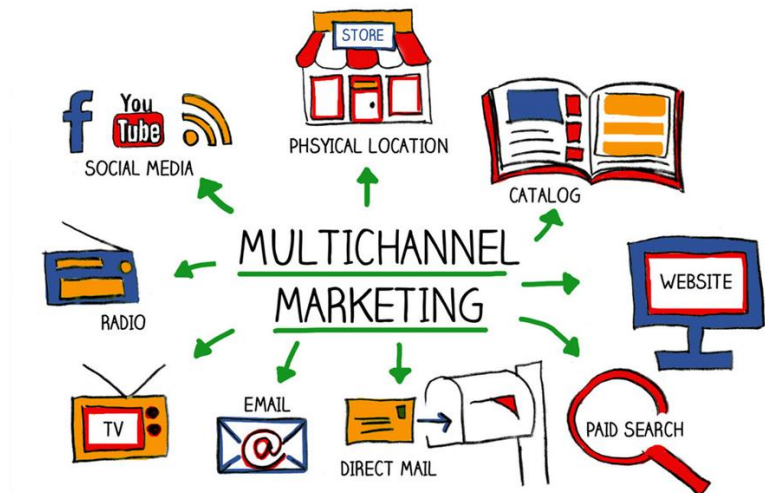 STORE
You
Tube
PHSYICAL LOCATION
SOCIAL MEDIA
CATALOG
MULTICHANNEL
MARKETING
WEBSITE
RADIO
EMAIL
TV
@
PAID SEARCH
DIRECT MAIL